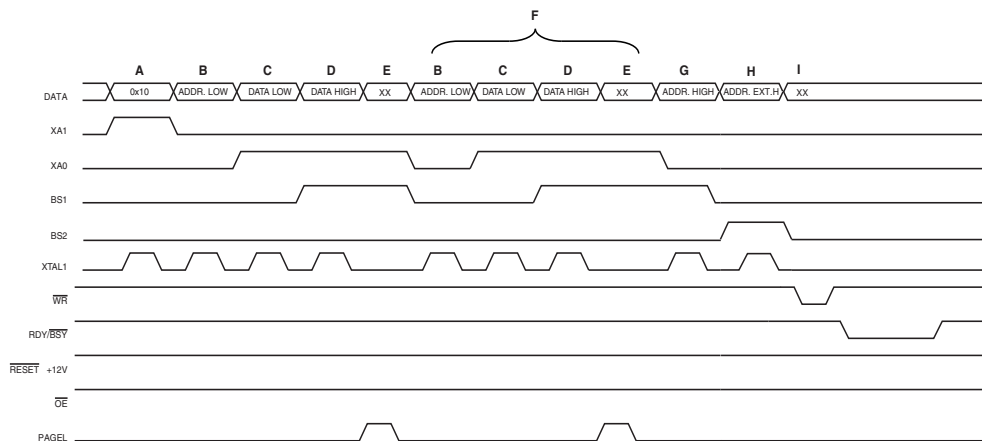 F
A B C D E B C D E G H I
DATA 0x10 ADDR. LOW DATA LOW DATA HIGH XX ADDR. LOW DATA LOW DATA HIGH XX ADDR. HIGH ADDR. EXT.H XX
XA1
XA0
BS1
BS2
XTAL1
WR
RDY/BSY
RESET +12V
OE
PAGEL